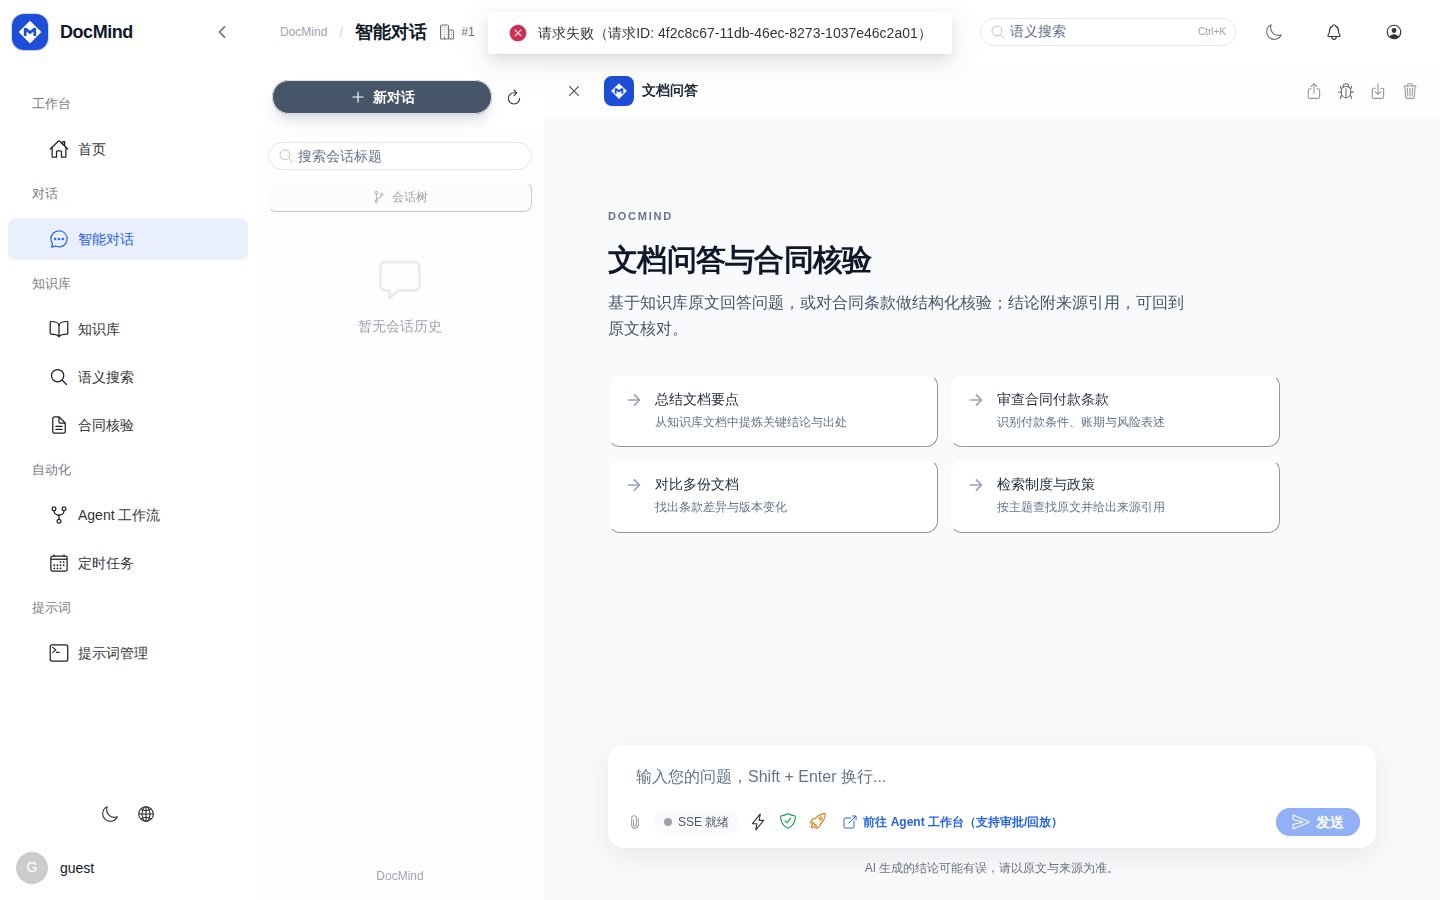 DocMind
DocMind / 智能对话 #1
请求失败（请求ID: 4f2c8c67-11db-46ec-8273-1037e46c2a01）
语义搜索 Ctrl+K
工作台
首页
对话
智能对话
知识库
知识库
语义搜索
合同核验
自动化
Agent 工作流
定时任务
提示词
提示词管理
G guest
新对话
搜索会话标题
会话树
暂无会话历史
DocMind
文档问答
DOCMIND
文档问答与合同核验
基于知识库原文回答问题，或对合同条款做结构化核验；结论附来源引用，可回到
原文核对。
总结文档要点
从知识库文档中提炼关键结论与出处
审查合同付款条款
识别付款条件、账期与风险表述
对比多份文档
找出条款差异与版本变化
检索制度与政策
按主题查找原文并给出来源引用
输入您的问题，Shift + Enter 换行...
SSE 就绪
前往 Agent 工作台（支持审批/回放）
发送
AI 生成的结论可能有误，请以原文与来源为准。